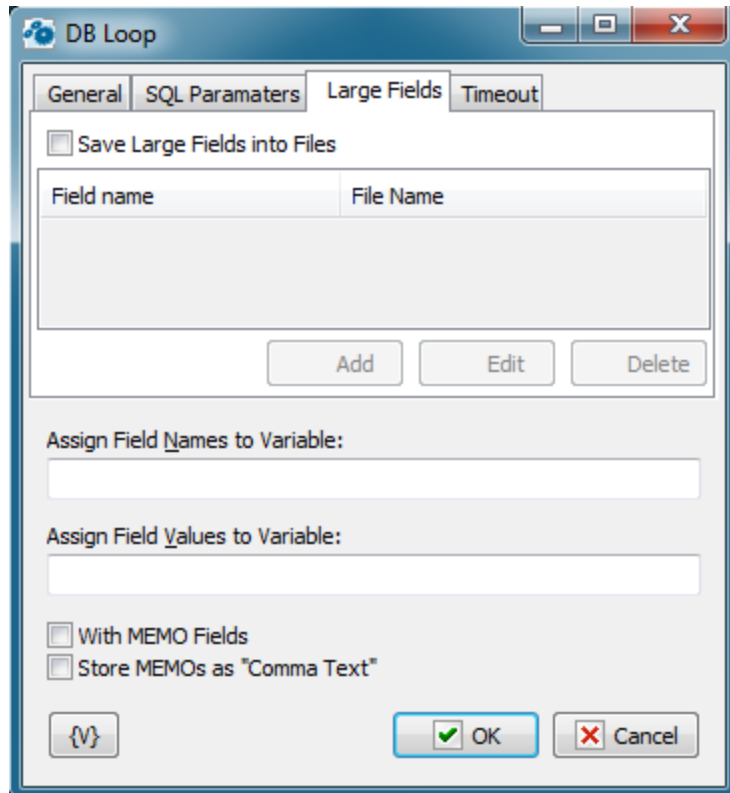 DB Loop
General SQL Paramaters Large Fields Timeout
Save Large Fields into Files
Field name File Name
Add Edit Delete
Assign Field Names to Variable:
Assign Field Values to Variable:
With MEMO Fields
Store MEMOs as "Comma Text"
{V} OK Cancel